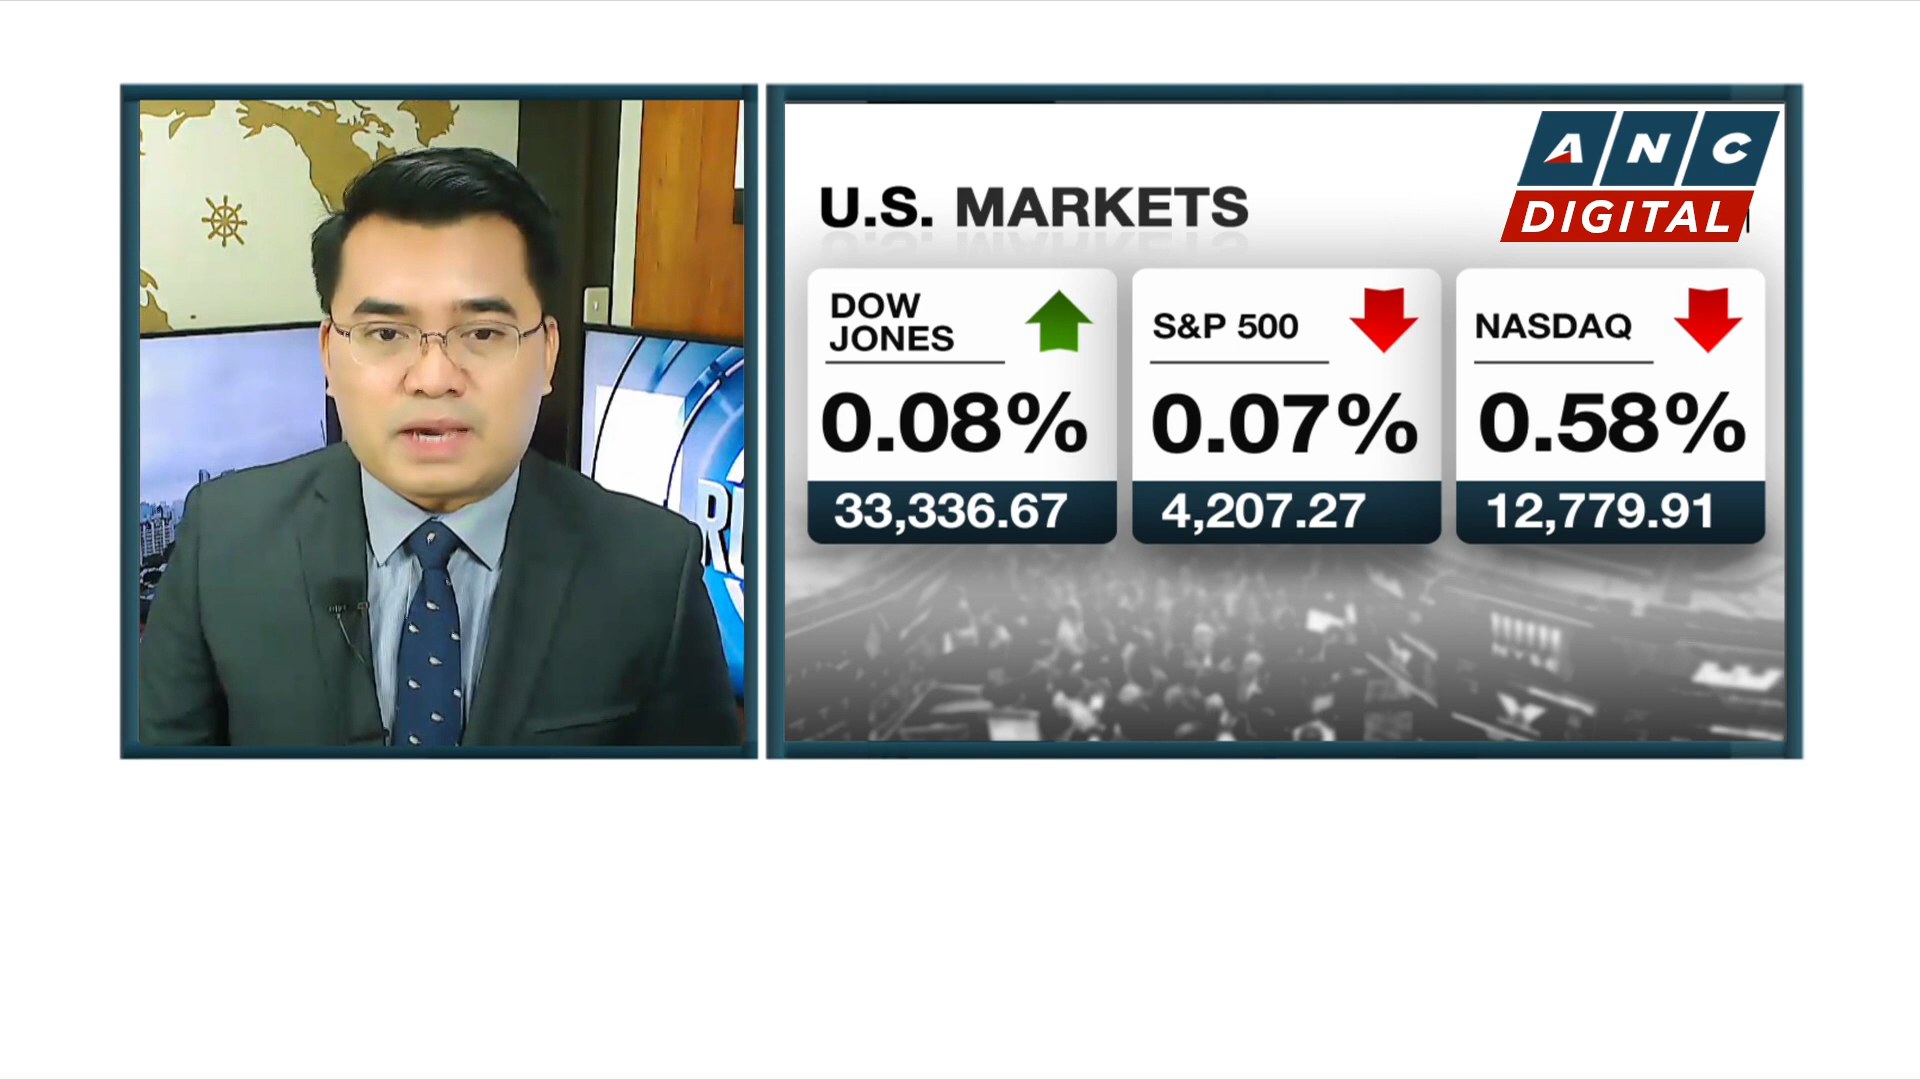 ANC
DIGITAL
U.S. MARKETS
DOW
JONES
0.08%
33,336.67
S&P 500
0.07%
4,207.27
NASDAQ
0.58%
12,779.91
NYSE